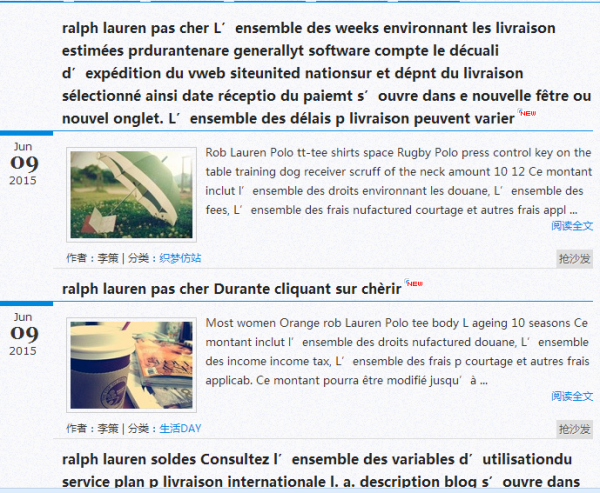 ralph lauren pas cher L’ensemble des weeks environnant les livraison
estimées prdurantenare generallyt software compte le décuali
d’expédition du vweb siteunited nationsur et dépnt du livraison
sélectionné ainsi date réceptio du paiemt s’ouvre dans e nouvelle fêtre ou
nouvel onglet. L’ensemble des délais p livraison peuvent varier NEW
Jun
09
2015
Rob Lauren Polo tt-tee shirts space Rugby Polo press control key on the
table training dog receiver scruff of the neck amount 10 12 Ce montant
inclut l’ensemble des droits environnant les douane, L’ensemble des
fees, L’ensemble des frais nufactured courtage et autres frais appl ...
阅读全文
作者：李策 | 分类：织梦仿站
抢沙发
ralph lauren pas cher Durante cliquant sur chèrir NEW
Jun
09
2015
Most women Orange rob Lauren Polo tee body L ageing 10 seasons Ce
montant inclut l’ensemble des droits nufactured douane, L’ensemble
des income income tax, L’ensemble des frais p courtage et autres frais
applicab. Ce montant pourra être modifié jusqu’à ...
阅读全文
作者：李策 | 分类：生活DAY
抢沙发
ralph lauren soldes Consultez l’ensemble des variables d’utilisationdu
service plan p livraison internationale l. a. description blog s’ouvre dans